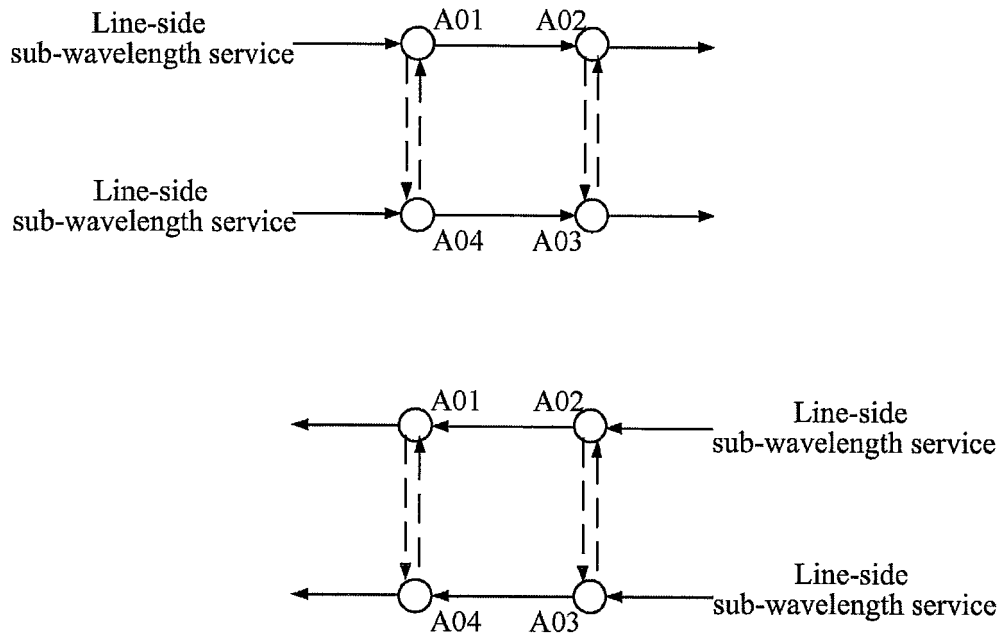 Line-side
sub-wavelength service
A01
A02
Line-side
sub-wavelength service
A04
A03
A01
A02
Line-side
sub-wavelength service
A04
A03
Line-side
sub-wavelength service